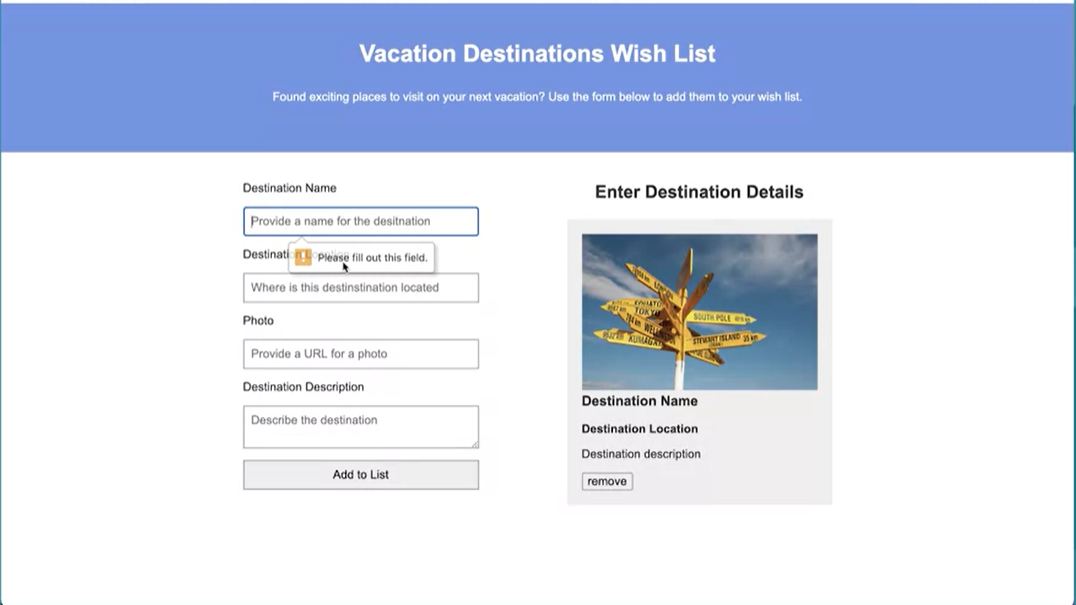 Vacation Destinations Wish List
Found exciting places to visit on your next vacation? Use the form below to add them to your wish list.
Destination Name
Provide a name for the desitnation
Please fill out this field.
Where is this destinstination located
Photo
Provide a URL for a photo
Destination Description
Describe the destination
Add to List
Enter Destination Details
TOKYO
SOUTH POLE
STEWART ISLAND 35 km
Destination Name
Destination Location
Destination description
remove